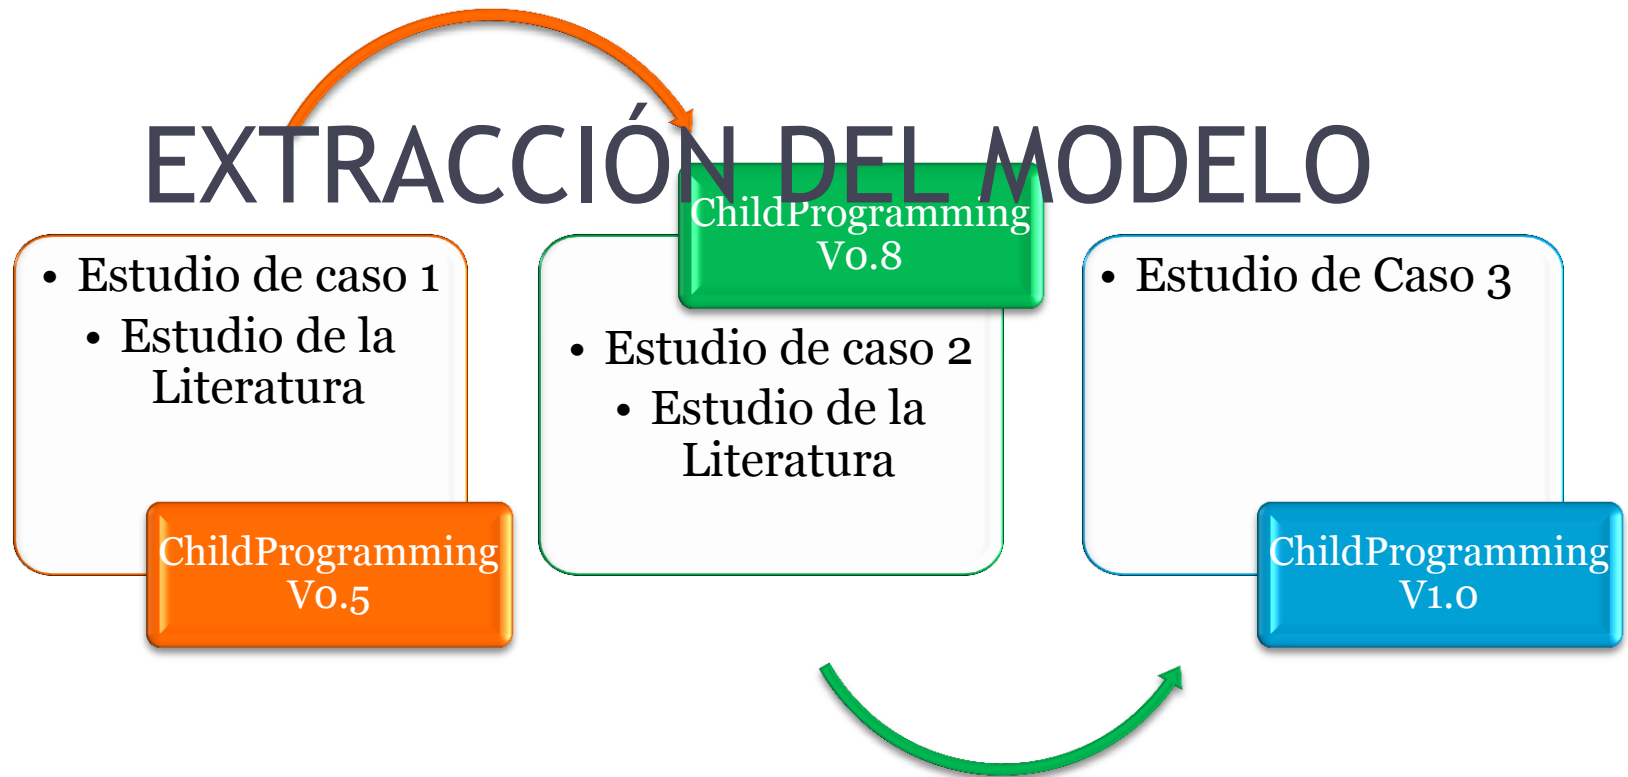 EXTRACCIÓN DEL MODELO
• Estudio de caso 1
• Estudio de la
Literatura
ChildProgramming
V0.5
ChildProgramming
V0.8
• Estudio de caso 2
• Estudio de la
Literatura
• Estudio de Caso 3
ChildProgramming
V1.0